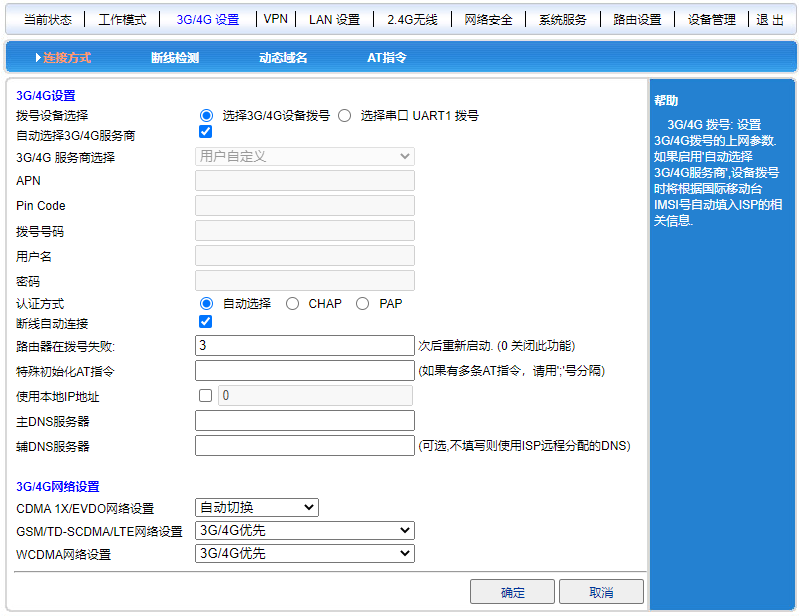 当前状态 工作模式 3G/4G 设置 VPN LAN 设置 2.4G无线 网络安全 系统服务 路由设置 设备管理 退 出
连接方式 断线检测 动态域名 AT指令
3G/4G设置
拨号设备选择 选择3G/4G设备拨号 选择串口 UART1 拨号
自动选择3G/4G服务商
3G/4G 服务商选择 用户自定义
APN
Pin Code
拨号号码
用户名
密码
认证方式 自动选择 CHAP PAP
断线自动连接
路由器在拨号失败: 3 次后重新启动. (0 关闭此功能)
特殊初始化AT指令 (如果有多条AT指令，请用';'号分隔)
使用本地IP地址 0
主DNS服务器
辅DNS服务器 (可选,不填写则使用ISP远程分配的DNS)
3G/4G网络设置
CDMA 1X/EVDO网络设置 自动切换
GSM/TD-SCDMA/LTE网络设置 3G/4G优先
WCDMA网络设置 3G/4G优先
确定 取消
帮助
3G/4G 拨号: 设置
3G/4G拨号的上网参数.
如果启用'自动选择
3G/4G服务商',设备拨号
时将根据国际移动台
IMSI号自动填入ISP的相
关信息.